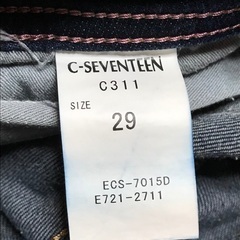 C-SEVENTEEN
C311
SIZE
29
ECS-7015D
E721-2711